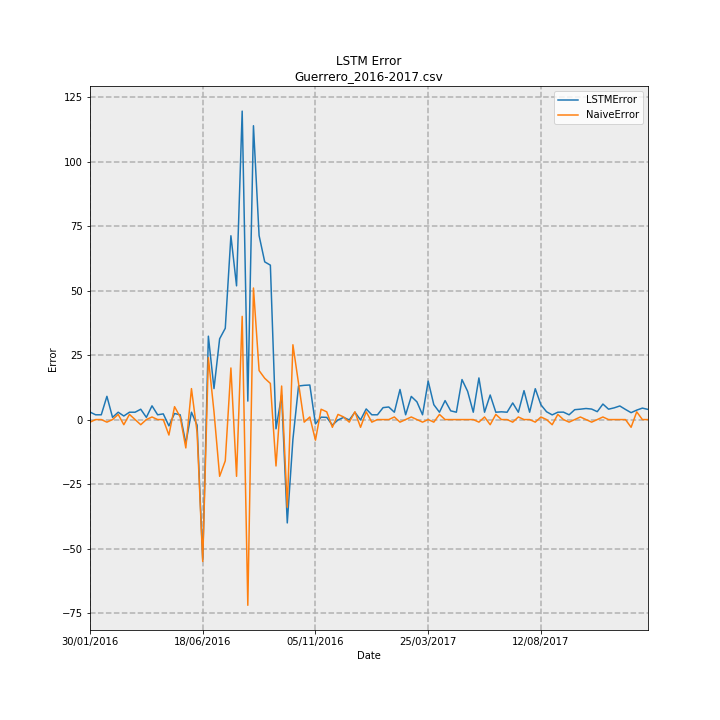 LSTM Error
Guerrero_2016-2017.csv
LSTMError
NaiveError
125
100
75
50
25
0
−25
−50
−75
Error
30/01/2016 18/06/2016 05/11/2016 25/03/2017 12/08/2017
Date